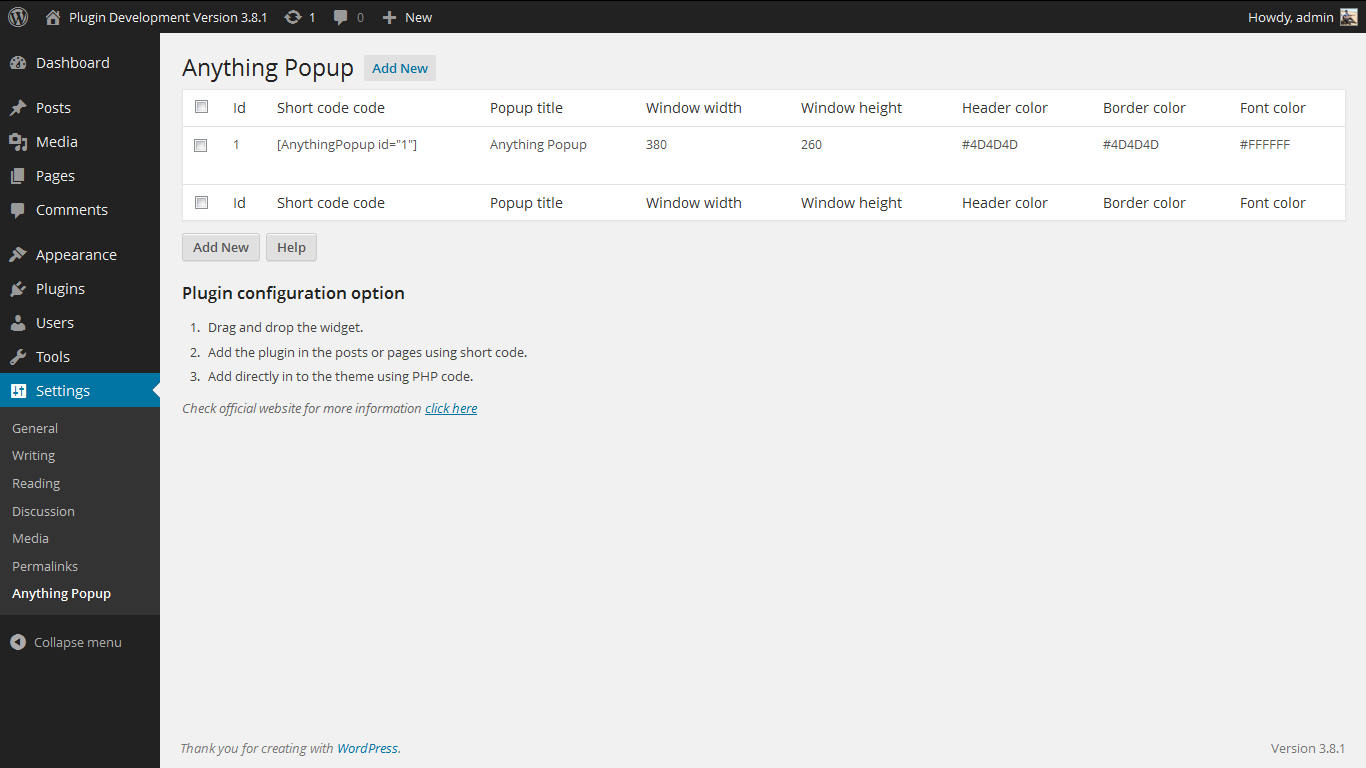 Plugin Development Version 3.8.1 1 0 New Howdy, admin
Dashboard
Posts
Media
Pages
Comments
Appearance
Plugins
Users
Tools
Settings
General
Writing
Reading
Discussion
Media
Permalinks
Anything Popup
Collapse menu
Anything Popup Add New
Id Short code code Popup title Window width Window height Header color Border color Font color
1 [AnythingPopup id="1"] Anything Popup 380 260 #4D4D4D #4D4D4D #FFFFFF
Id Short code code Popup title Window width Window height Header color Border color Font color
Add New Help
Plugin configuration option
1. Drag and drop the widget.
2. Add the plugin in the posts or pages using short code.
3. Add directly in to the theme using PHP code.
Check official website for more information click here
Thank you for creating with WordPress. Version 3.8.1